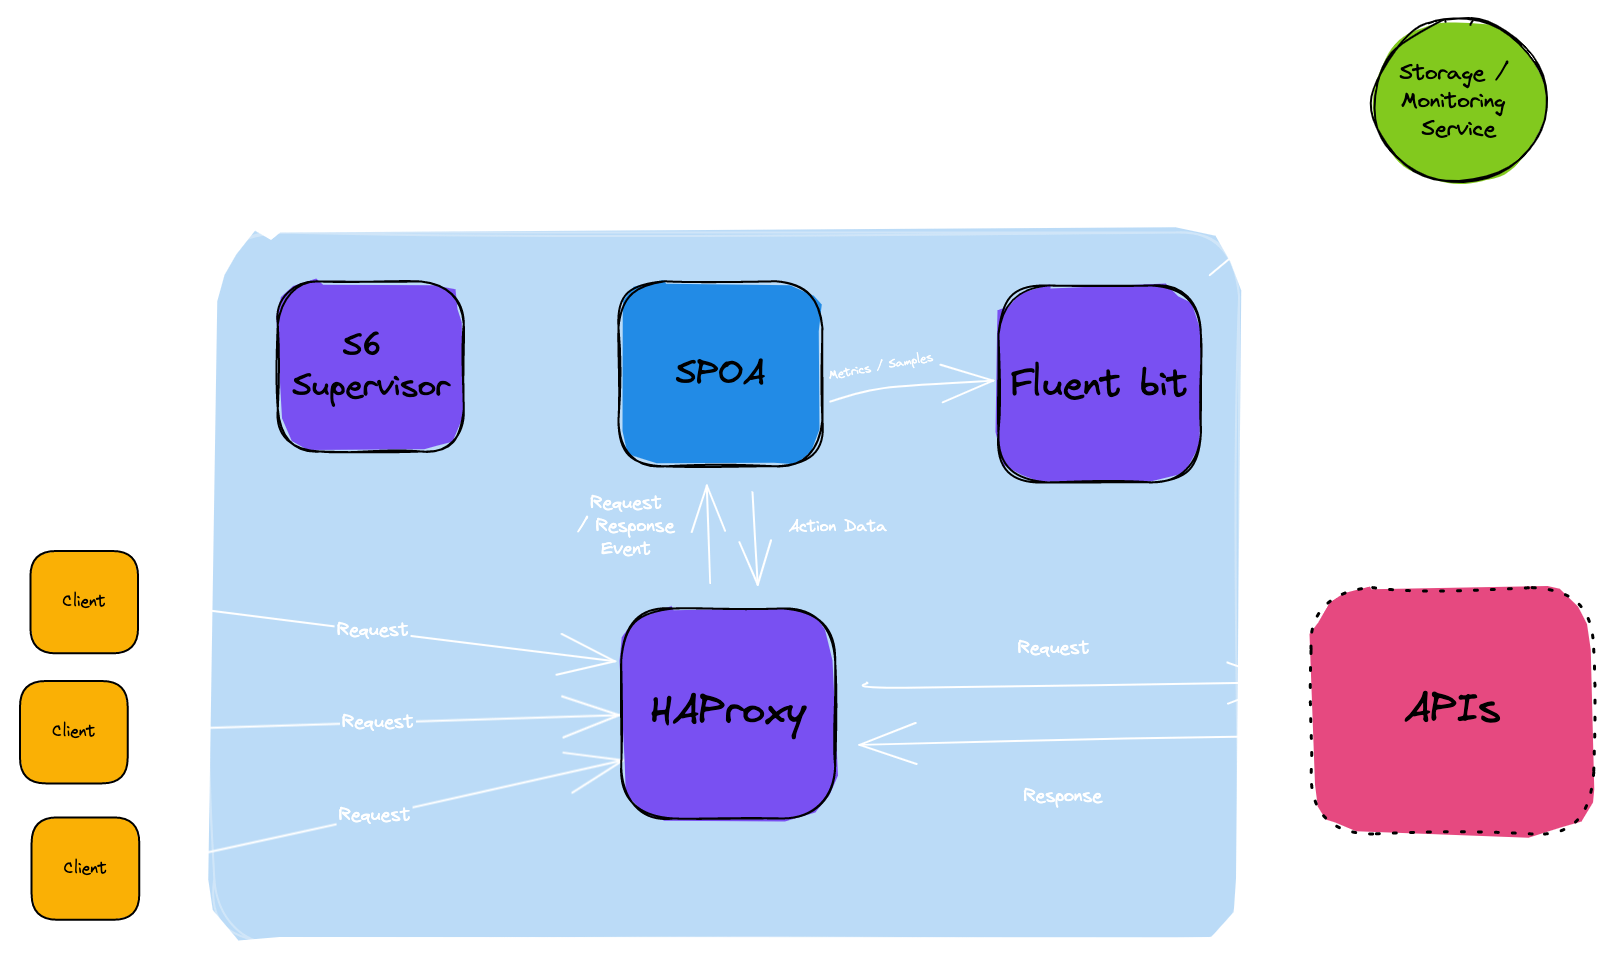 Storage /
Monitoring
Service
S6
Supervisor
SPOA
Metrics / Samples
Fluent bit
Request
/ Response
Event
Action Data
Client
Request
Client
Request
Client
Request
HAProxy
Request
Response
APIs